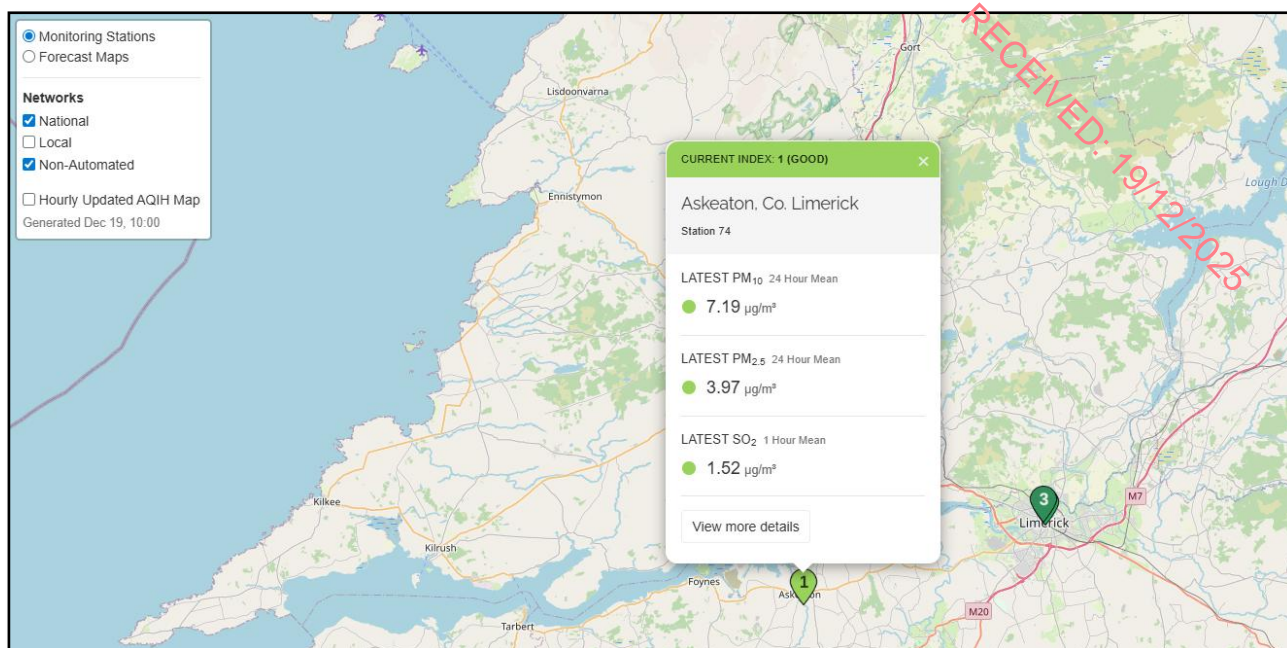 Monitoring Stations
Forecast Maps
Networks
National
Local
Non-Automated
Hourly Updated AQIH Map
Generated Dec 19, 10:00
Gort
Lisdoonvarna
Ennistymon
Kilkee
Kilrush
Foynes
Tarbert
CURRENT INDEX: 1 (GOOD)
×
Askeaton, Co. Limerick
Station 74
LATEST PM₁₀ 24 Hour Mean
7.19 µg/m³
LATEST PM₂.₅ 24 Hour Mean
3.97 µg/m³
LATEST SO₂ 1 Hour Mean
1.52 µg/m³
View more details
1
3
Limerick
M7
M20
RECEIVED: 19/12/2025